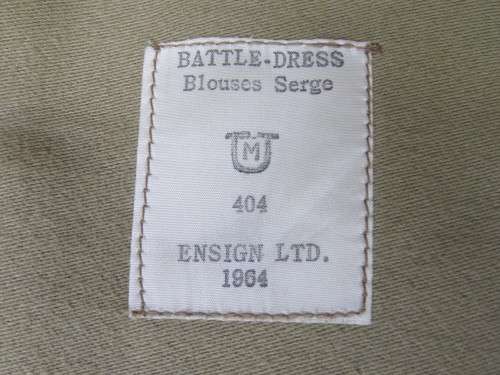 BATTLE-DRESS
Blouses Serge
M
404
ENSIGN LTD.
1964